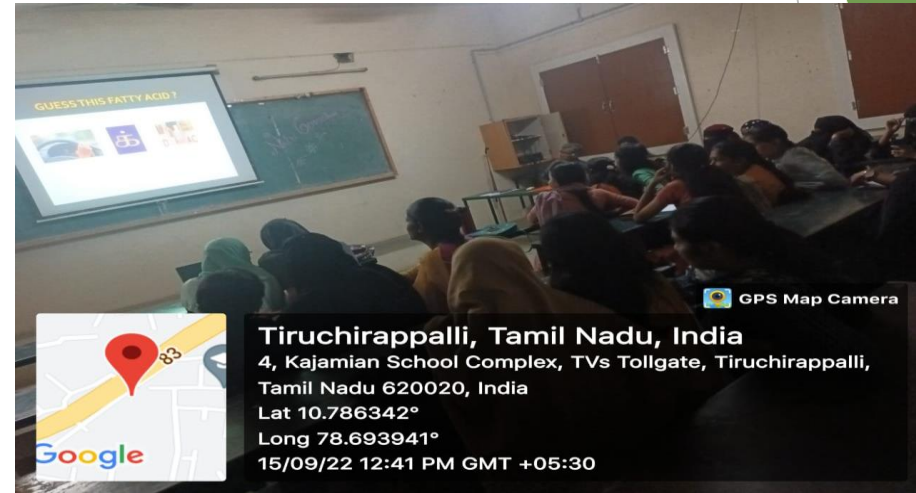 GUESS THIS FATTY ACID ?
க்
GPS Map Camera
83
Google
Tiruchirappalli, Tamil Nadu, India
4, Kajamian School Complex, TVs Tollgate, Tiruchirappalli,
Tamil Nadu 620020, India
Lat 10.786342°
Long 78.693941°
15/09/22 12:41 PM GMT +05:30